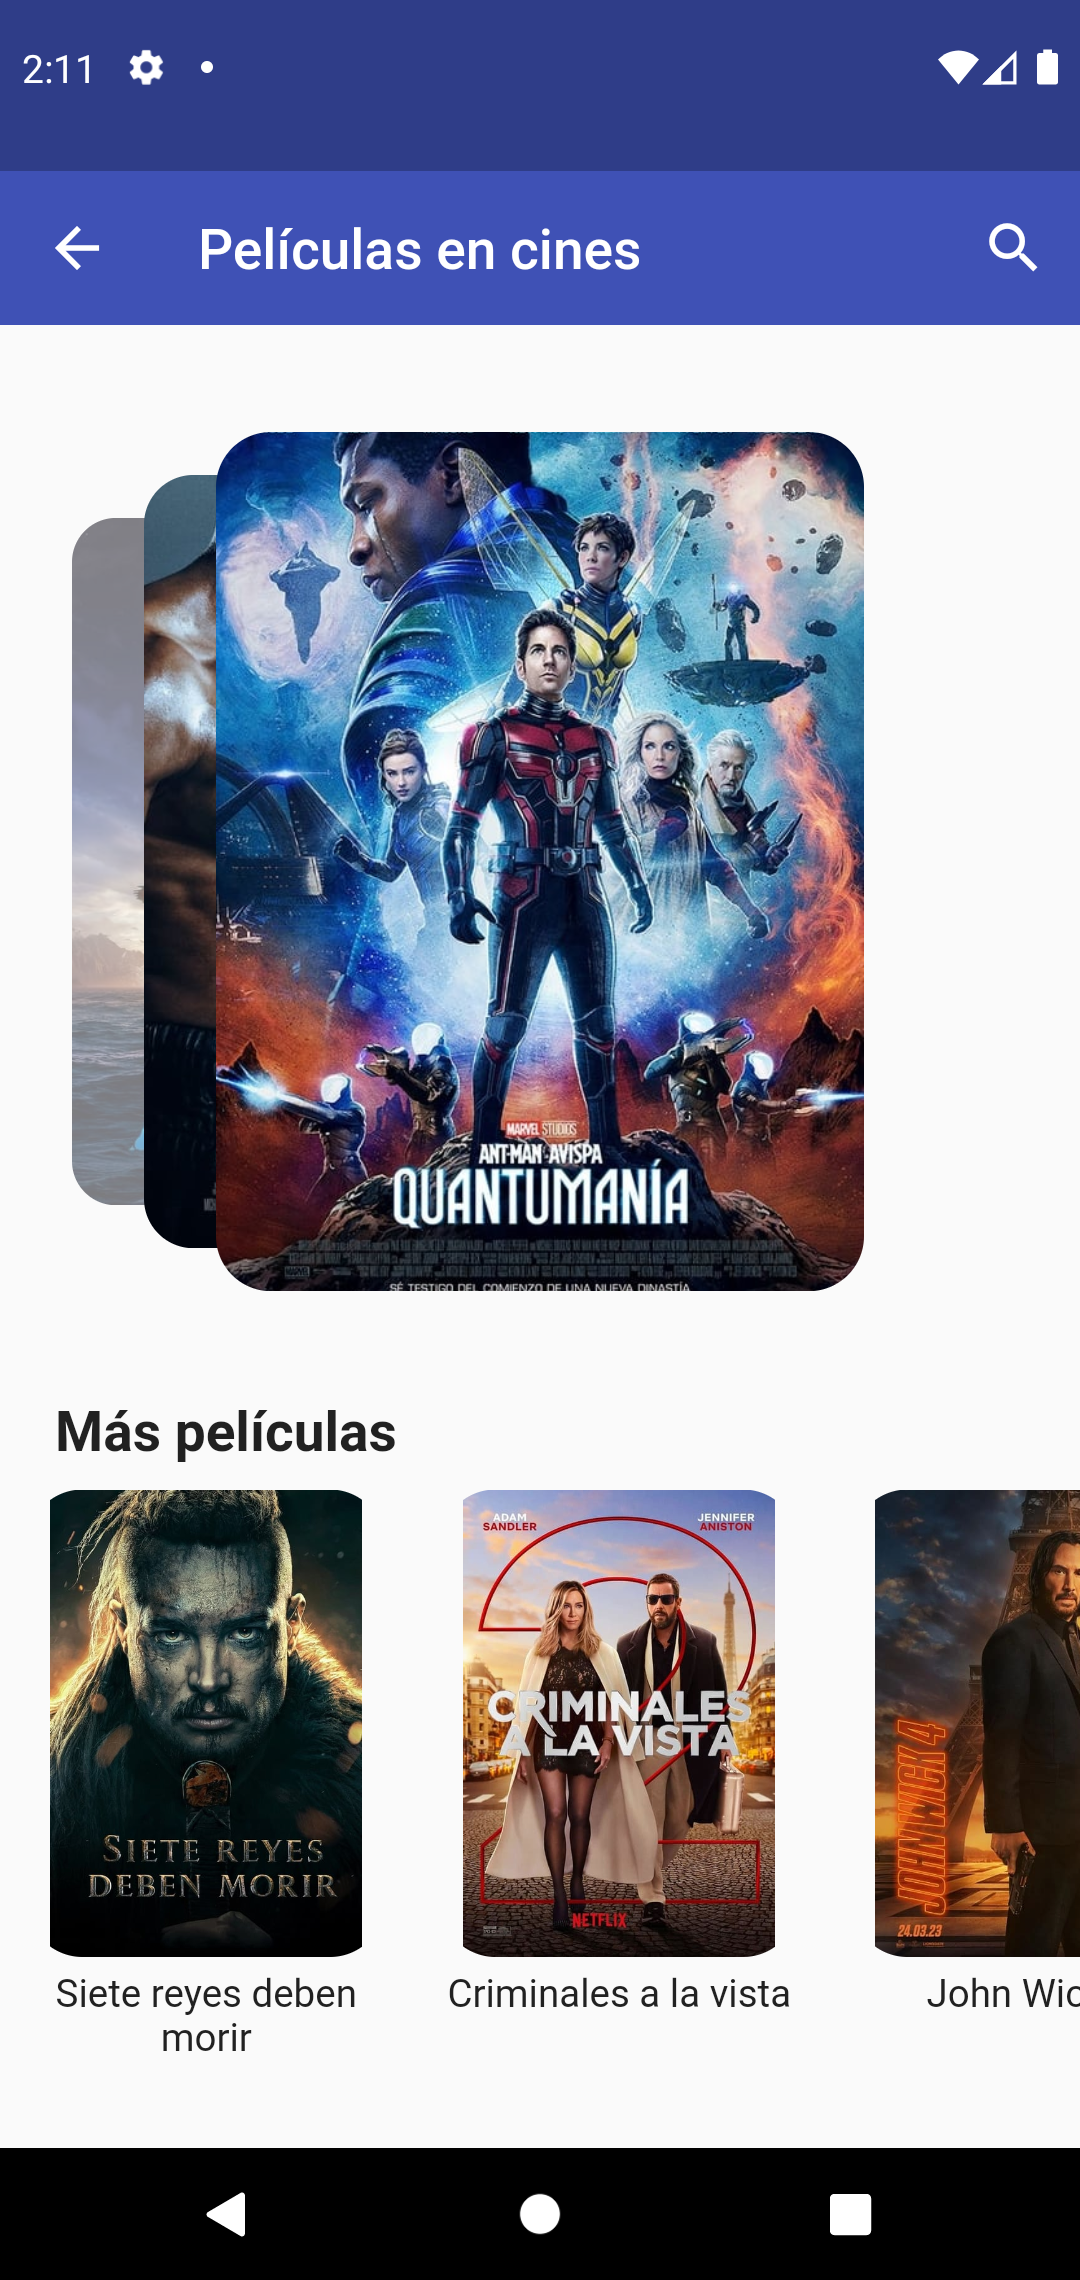 2:11
Películas en cines
MARVEL STUDIOS
ANT-MAN AVISPA
QUANTUMANÍA
SÉ TESTIGO DEL COMIENZO DE UNA NUEVA DINASTÍA
Más películas
SIETE REYES
DEBEN MORIR
Siete reyes deben
morir
ADAM
SANDLER
JENNIFER
ANISTON
2
CRIMINALES
A LA VISTA
NETFLIX
Criminales a la vista
JOHN WICK 4
24.03.23
John Wic